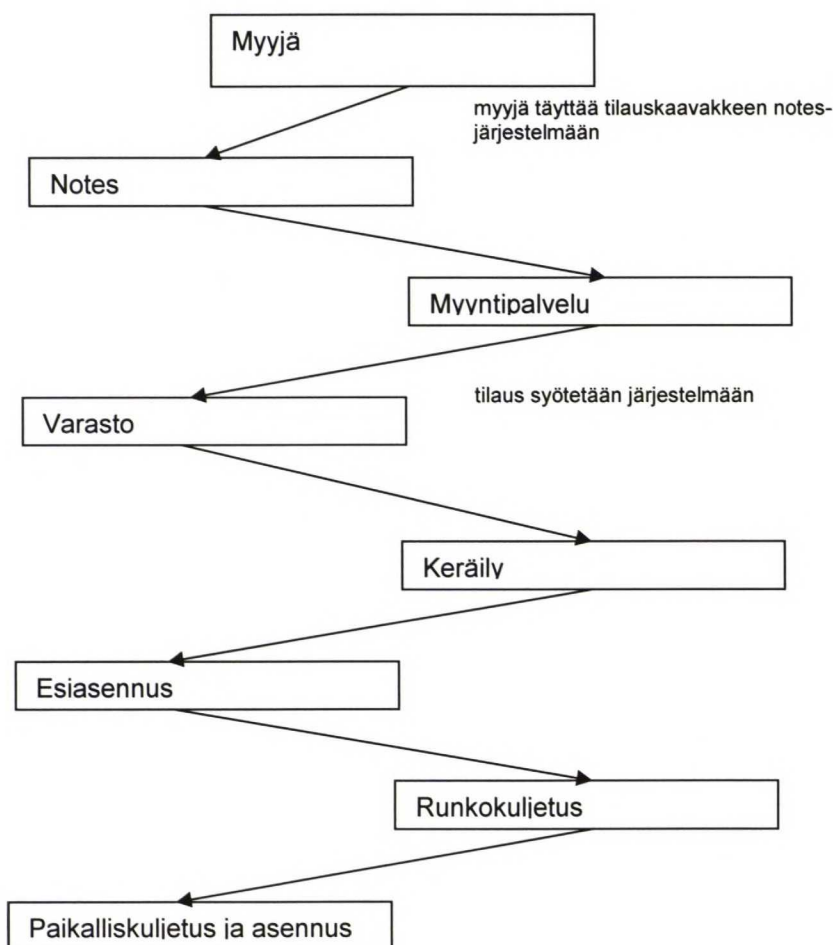 Myyjä
myyjä täyttää tilauskaavakkeen notes-
järjestelmään
Notes
Myyntipalvelu
tilaus syötetään järjestelmään
Varasto
Keräily
Esiasennus
Runkokuljetus
Paikalliskuljetus ja asennus